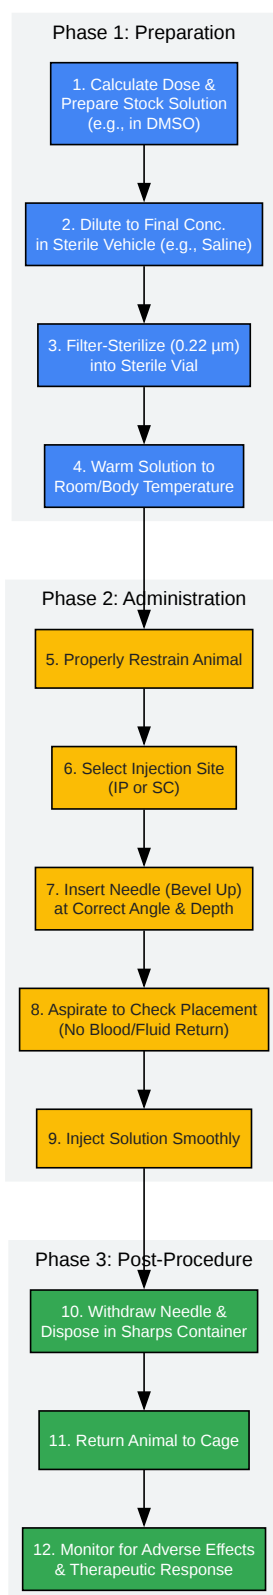 Phase 1: Preparation
1. Calculate Dose &
Prepare Stock Solution
(e.g., in DMSO)
2. Dilute to Final Conc.
in Sterile Vehicle (e.g., Saline)
3. Filter-Sterilize (0.22 µm)
into Sterile Vial
4. Warm Solution to
Room/Body Temperature
Phase 2: Administration
5. Properly Restrain Animal
6. Select Injection Site
(IP or SC)
7. Insert Needle (Bevel Up)
at Correct Angle & Depth
8. Aspirate to Check Placement
(No Blood/Fluid Return)
9. Inject Solution Smoothly
Phase 3: Post-Procedure
10. Withdraw Needle &
Dispose in Sharps Container
11. Return Animal to Cage
12. Monitor for Adverse Effects
& Therapeutic Response